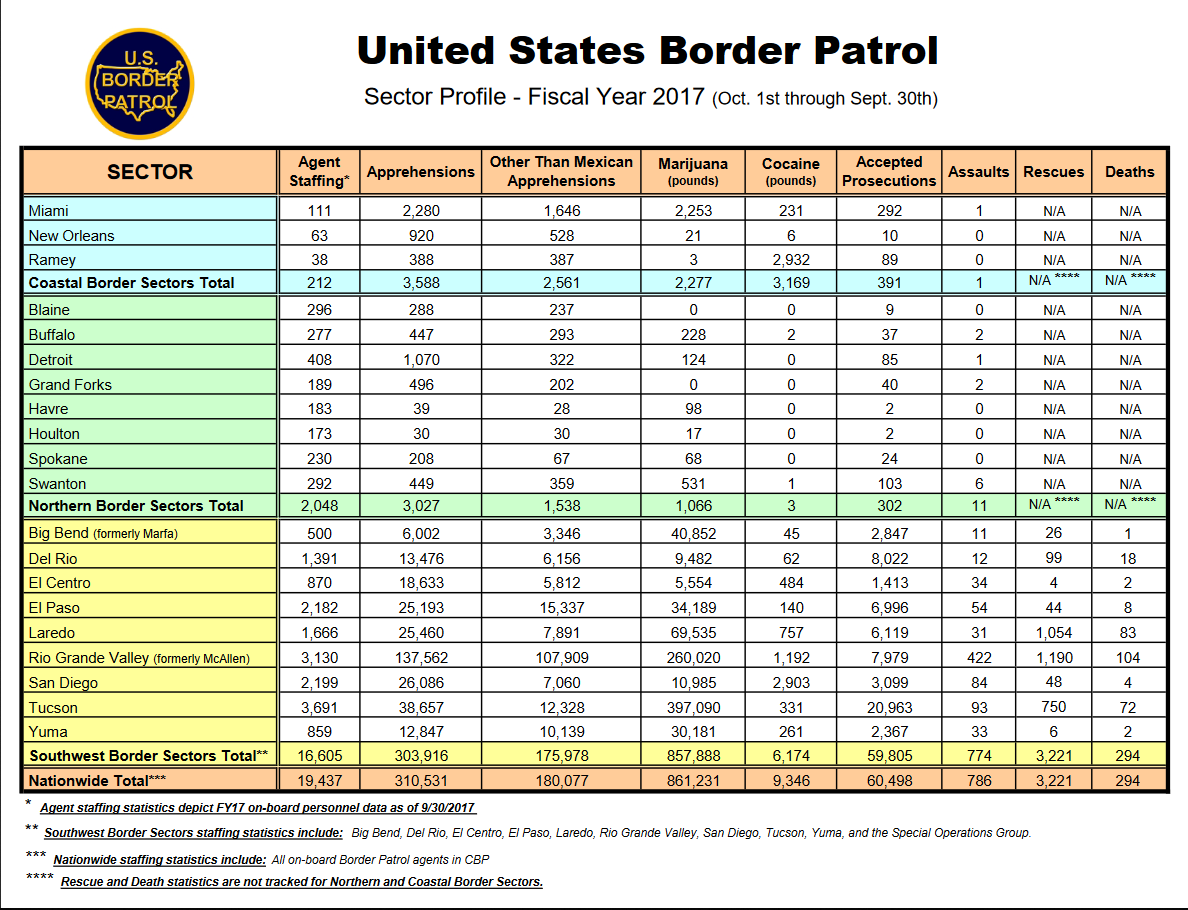 U.S.
BORDER
PATROL
United States Border Patrol
Sector Profile - Fiscal Year 2017 (Oct. 1st through Sept. 30th)
SECTOR Agent Staffing* Apprehensions Other Than Mexican Apprehensions Marijuana (pounds) Cocaine (pounds) Accepted Prosecutions Assaults Rescues Deaths
Miami 111 2,280 1,646 2,253 231 292 1 N/A N/A
New Orleans 63 920 528 21 6 10 0 N/A N/A
Ramey 38 388 387 3 2,932 89 0 N/A N/A
Coastal Border Sectors Total 212 3,588 2,561 2,277 3,169 391 1 N/A **** N/A ****
Blaine 296 288 237 0 0 9 0 N/A N/A
Buffalo 277 447 293 228 2 37 2 N/A N/A
Detroit 408 1,070 322 124 0 85 1 N/A N/A
Grand Forks 189 496 202 0 0 40 2 N/A N/A
Havre 183 39 28 98 0 2 0 N/A N/A
Houlton 173 30 30 17 0 2 0 N/A N/A
Spokane 230 208 67 68 0 24 0 N/A N/A
Swanton 292 449 359 531 1 103 6 N/A N/A
Northern Border Sectors Total 2,048 3,027 1,538 1,066 3 302 11 N/A **** N/A ****
Big Bend (formerly Marfa) 500 6,002 3,346 40,852 45 2,847 11 26 1
Del Rio 1,391 13,476 6,156 9,482 62 8,022 12 99 18
El Centro 870 18,633 5,812 5,554 484 1,413 34 4 2
El Paso 2,182 25,193 15,337 34,189 140 6,996 54 44 8
Laredo 1,666 25,460 7,891 69,535 757 6,119 31 1,054 83
Rio Grande Valley (formerly McAllen) 3,130 137,562 107,909 260,020 1,192 7,979 422 1,190 104
San Diego 2,199 26,086 7,060 10,985 2,903 3,099 84 48 4
Tucson 3,691 38,657 12,328 397,090 331 20,963 93 750 72
Yuma 859 12,847 10,139 30,181 261 2,367 33 6 2
Southwest Border Sectors Total** 16,605 303,916 175,978 857,888 6,174 59,805 774 3,221 294
Nationwide Total*** 19,437 310,531 180,077 861,231 9,346 60,498 786 3,221 294
* Agent staffing statistics depict FY17 on-board personnel data as of 9/30/2017
** Southwest Border Sectors staffing statistics include: Big Bend, Del Rio, El Centro, El Paso, Laredo, Rio Grande Valley, San Diego, Tucson, Yuma, and the Special Operations Group.
*** Nationwide staffing statistics include: All on-board Border Patrol agents in CBP
**** Rescue and Death statistics are not tracked for Northern and Coastal Border Sectors.